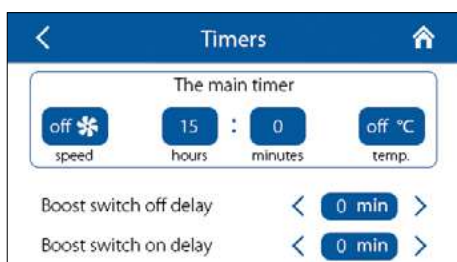 Timers
The main timer
off 15 : 0 off °C
speed hours minutes temp.
Boost switch off delay 0 min
Boost switch on delay 0 min